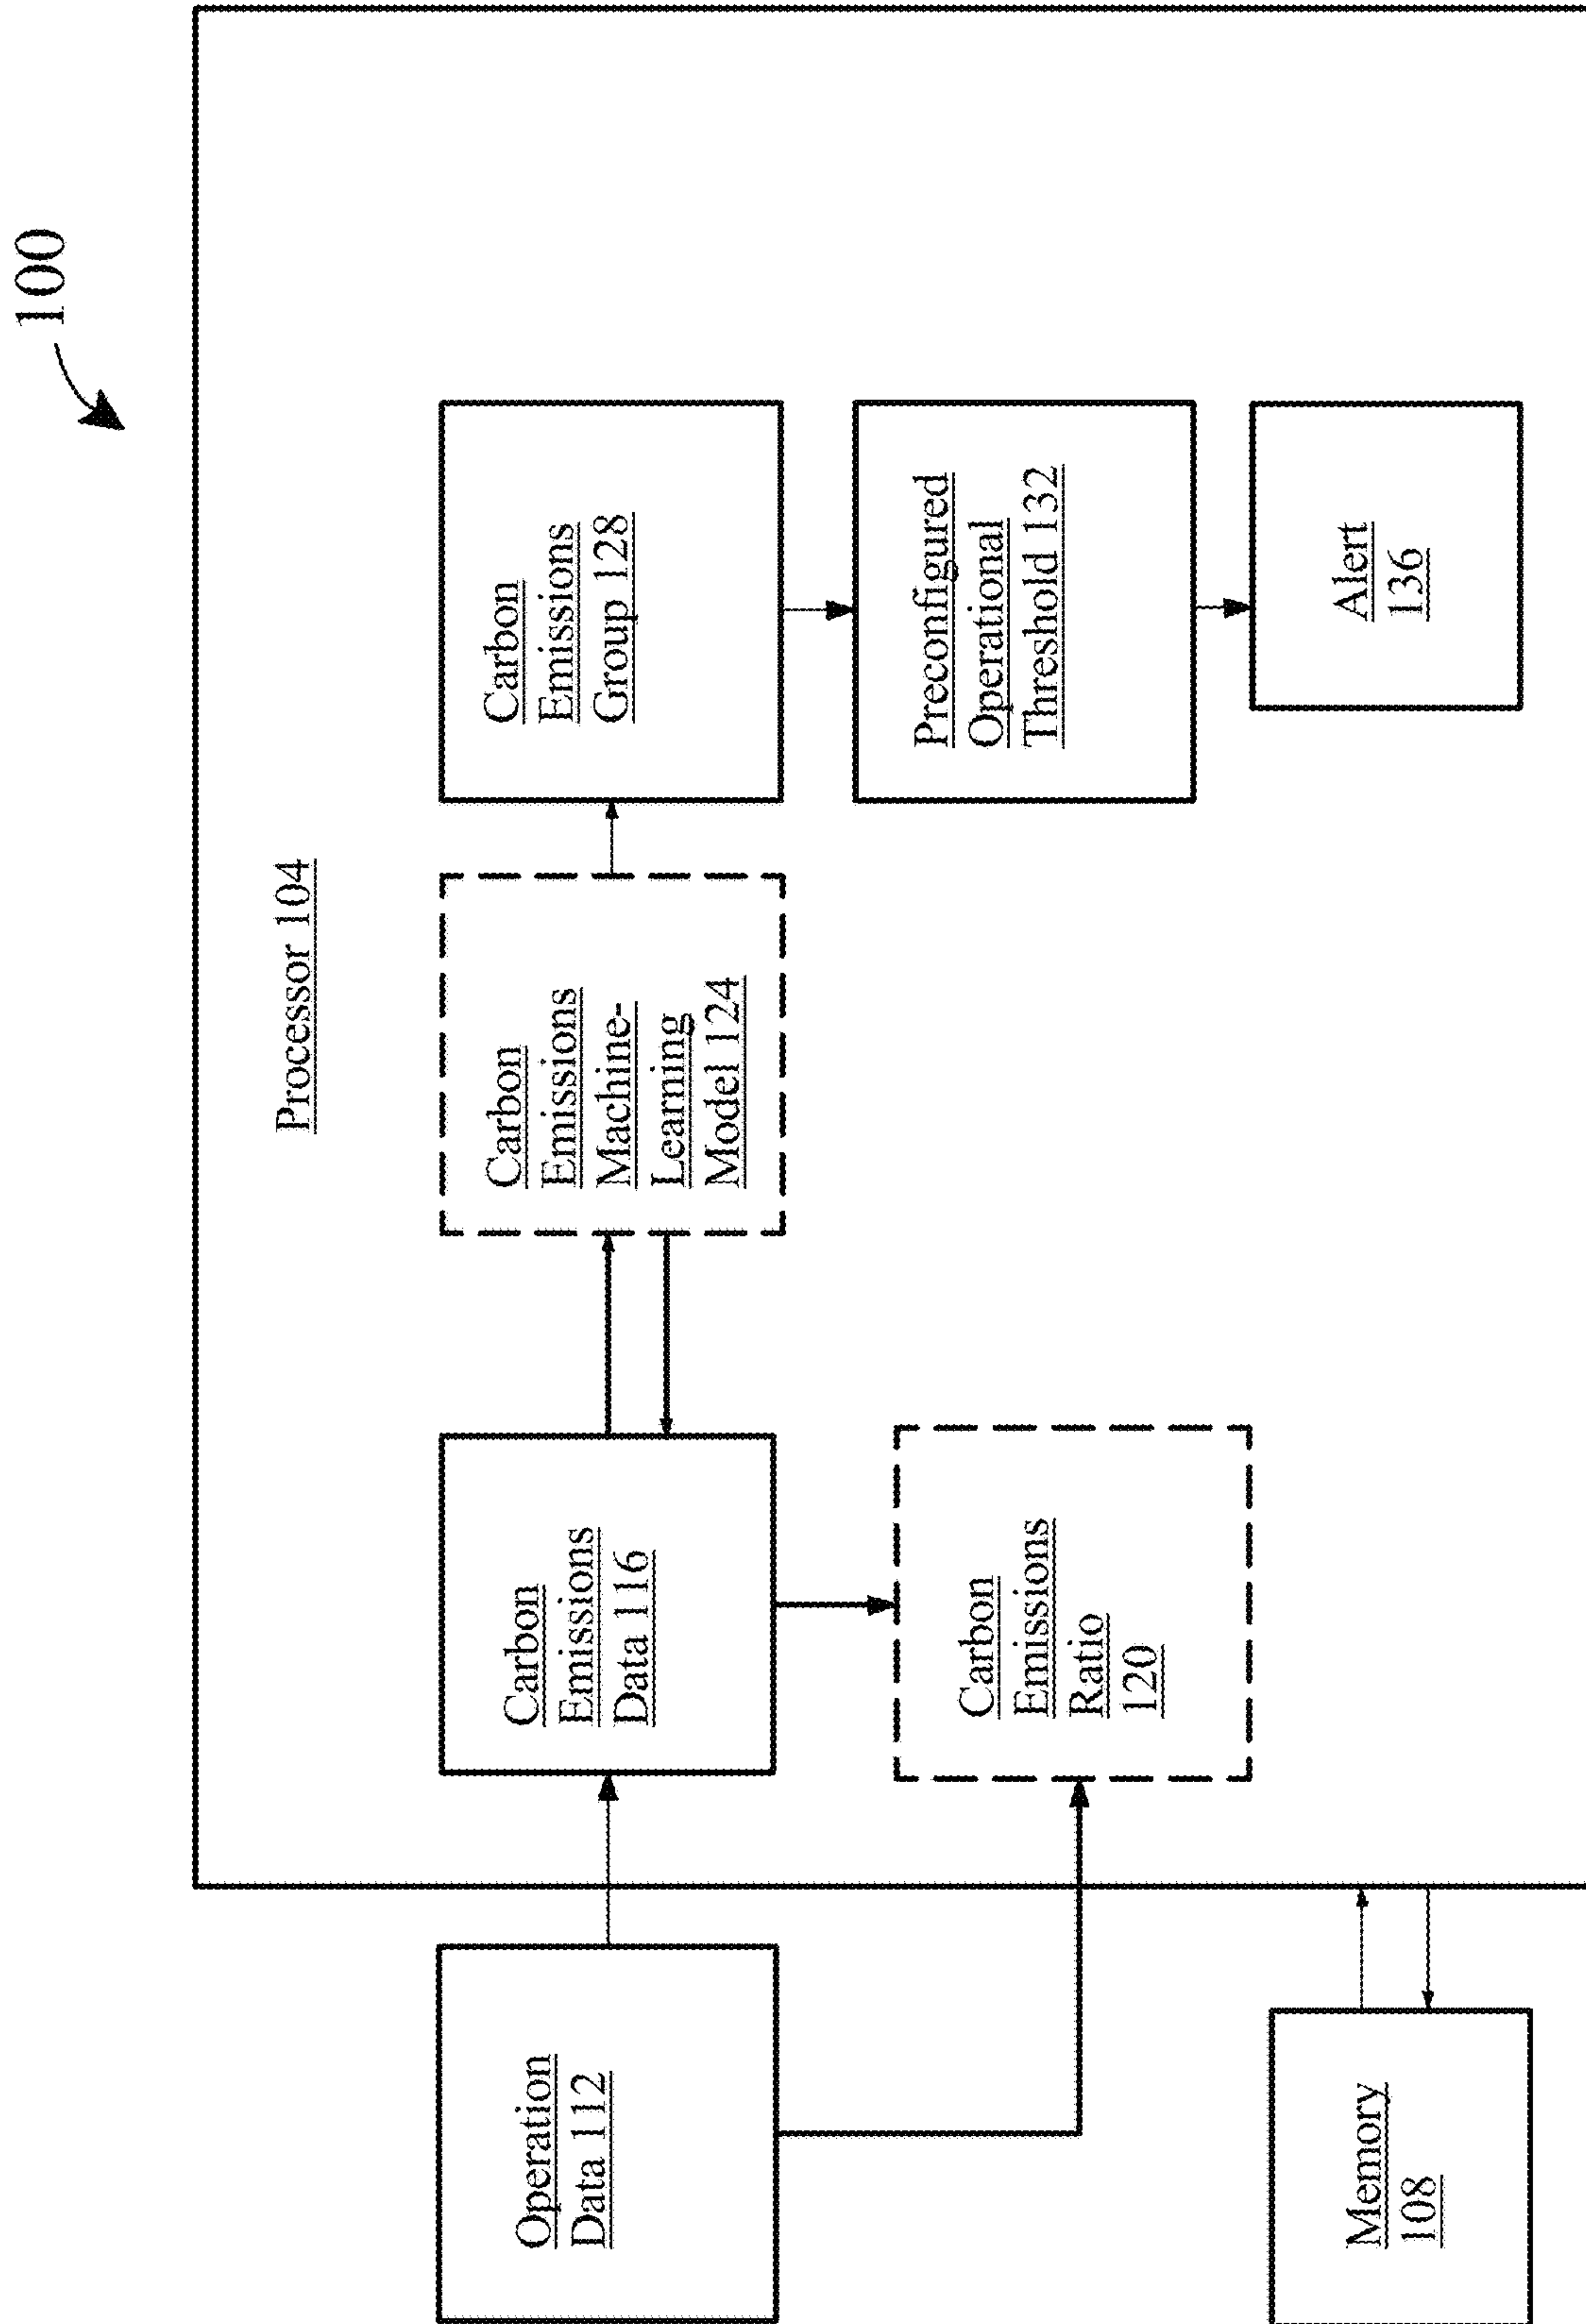 100
Processor 104
Operation
Data 112
Carbon
Emissions
Data 116
Carbon
Emissions
Machine-
Learning
Model 124
Carbon
Emissions
Group 128
Carbon
Emissions
Ratio
120
Preconfigured
Operational
Threshold 132
Memory
108
Alert
136